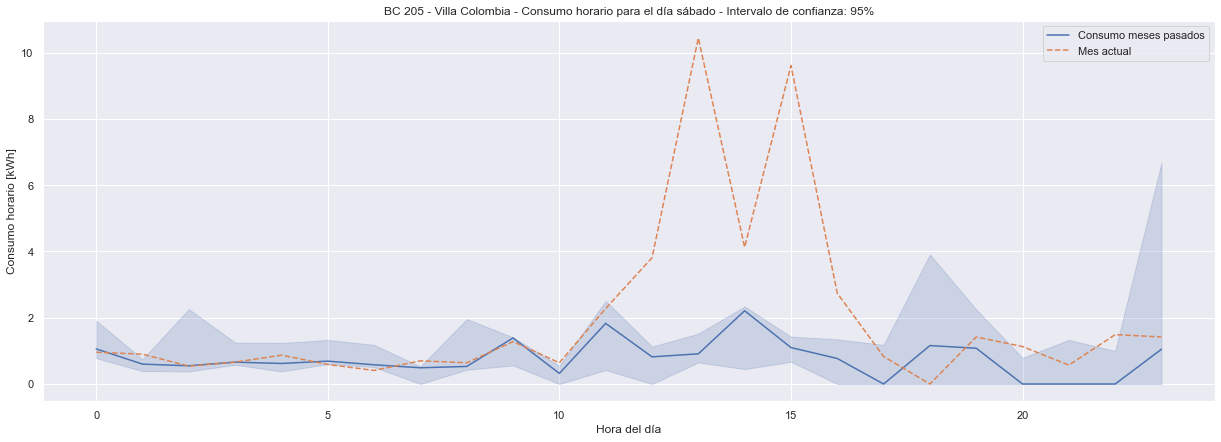 BC 205 - Villa Colombia - Consumo horario para el día sábado - Intervalo de confianza: 95%
Consumo meses pasados
Mes actual
10
8
6
4
2
0
Consumo horario [kWh]
0 5 10 15 20
Hora del día